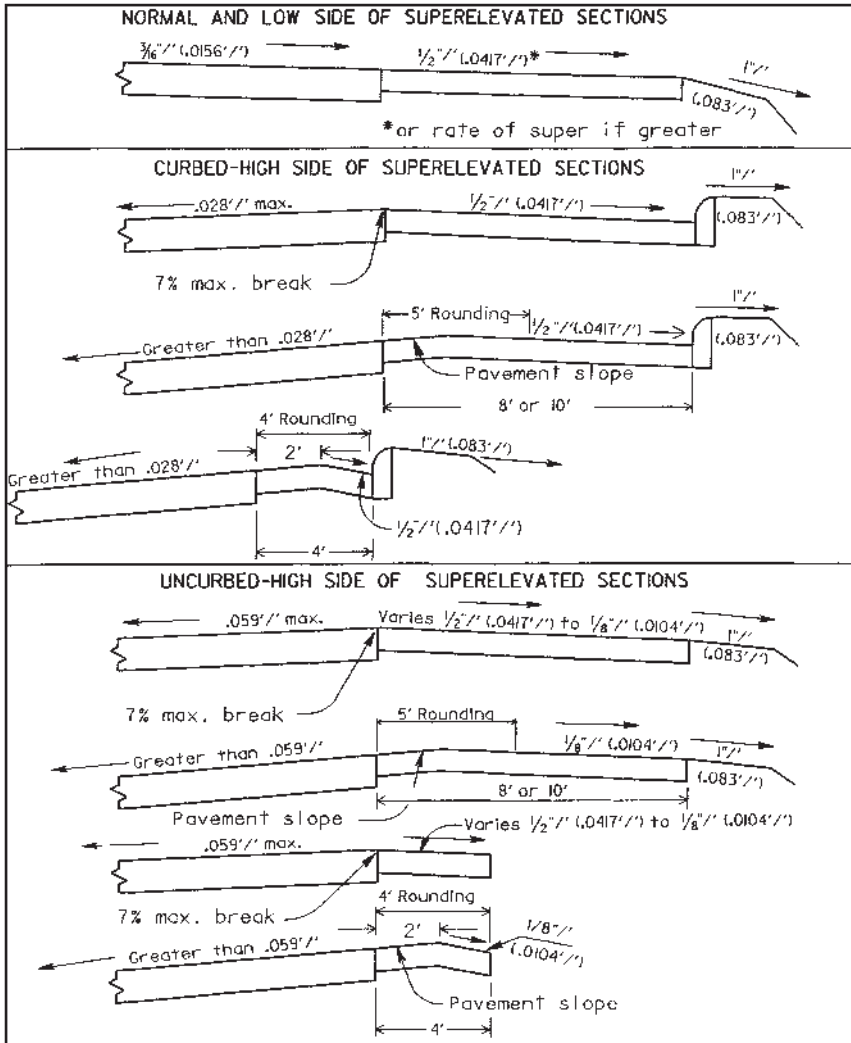 NORMAL AND LOW SIDE OF SUPERELEVATED SECTIONS
3/16"/' (.0156'/')
1/2"/' (.0417'/')*
1"/'
(.083'/')
*or rate of super if greater
CURBED-HIGH SIDE OF SUPERELEVATED SECTIONS
.028'/' max.
1/2"/' (.0417'/')
1"/'
(.083'/')
7% max. break
5' Rounding
1/2"/'(.0417'/')
1"/'
(.083'/')
Greater than .028'/'
Pavement slope
8' or 10'
4' Rounding
2'
1"/' (.083'/')
Greater than .028'/'
1/2"/'(.0417'/')
4'
UNCURBED-HIGH SIDE OF SUPERELEVATED SECTIONS
.059'/' max.
Varies 1/2"/' (.0417'/') to 1/8"/' (.0104'/')
1"/'
(.083'/')
7% max. break
5' Rounding
Greater than .059'/'
1/8"/' (.0104'/')
1"/'
(.083'/')
8' or 10'
Pavement slope
Varies 1/2"/' (.0417'/') to 1/8"/' (.0104'/')
.059'/' max.
7% max. break
4' Rounding
2'
1/8"/'
(.0104'/')
Greater than .059'/'
Pavement slope
4'